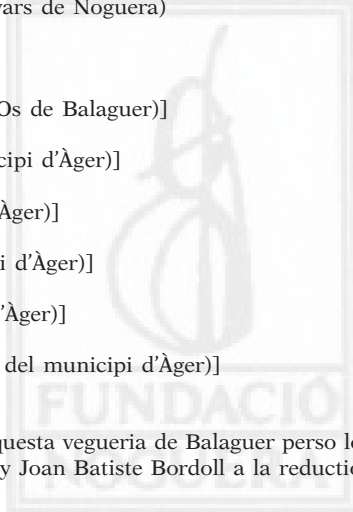 vars de Noguera)
Os de Balaguer)]
cipi d'Àger)]
Àger)]
i d'Àger)]
d'Àger)]
del municipi d'Àger)]
questa vegueria de Balaguer perso
y Joan Batiste Bordoll a la
FUNDACIÓ
NOGUERA